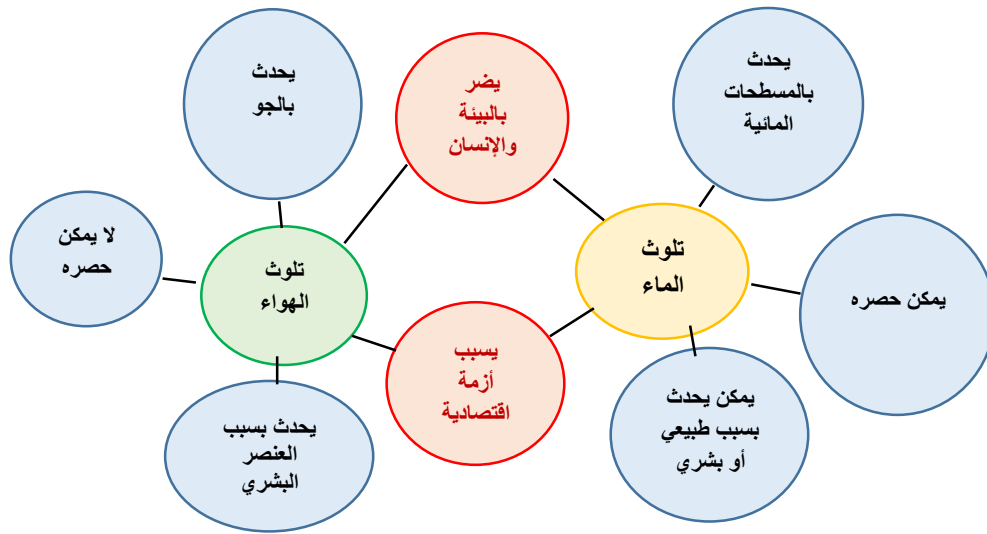 يحدث
بالمسطحات
المائية
يضر
بالبيئة
والإنسان
يحدث
بالجو
يمكن حصره
تلوث
الماء
تلوث
الهواء
لا يمكن
حصره
يمكن يحدث
بسبب طبيعي
أو بشري
يسبب
أزمة
اقتصادية
يحدث بسبب
العنصر
البشري